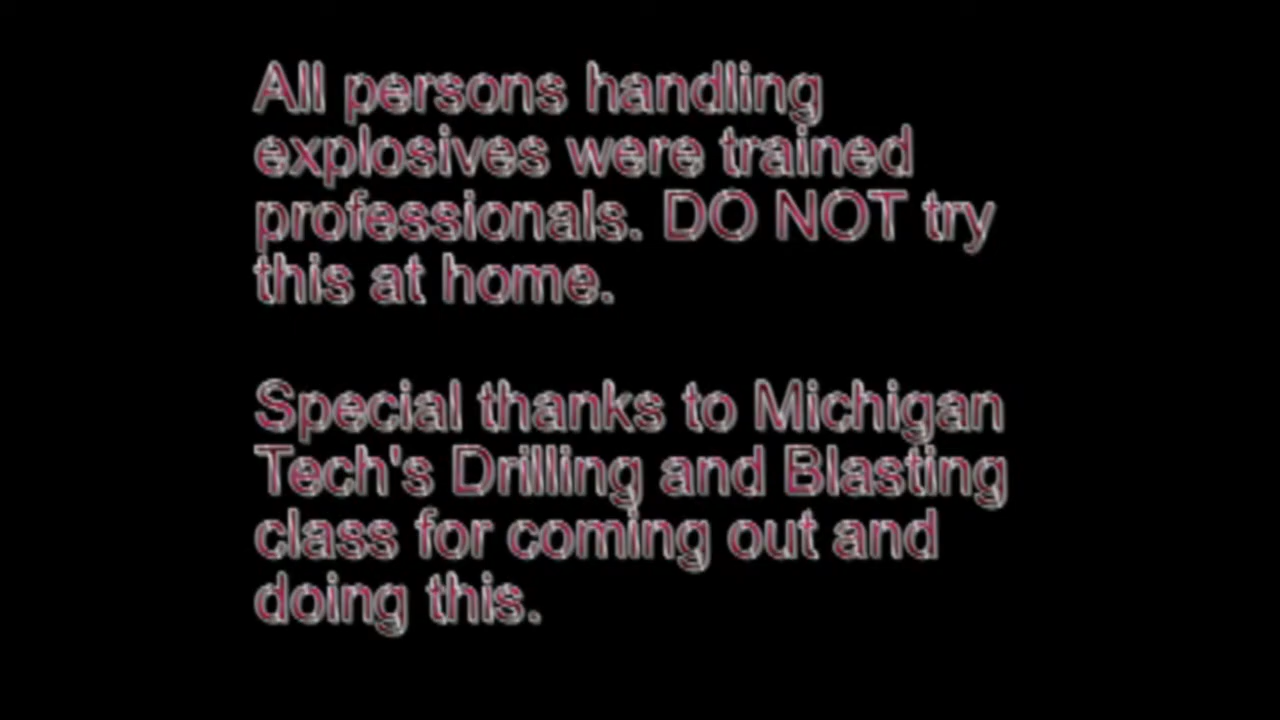 All persons handling
explosives were trained
professionals. DO NOT try
this at home.
Special thanks to Michigan
Tech's Drilling and Blasting
class for coming out and
doing this.